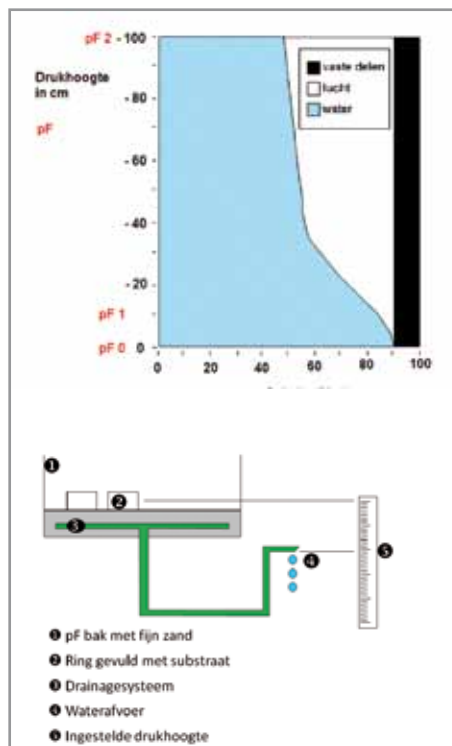 pF 2 - 100
Drukhoogte
in cm
pF
- 80
- 60
- 40
- 20
pF 1
pF 0 0
0 20 40 60 80 100
vaste delen
lucht
water
❶
❷
❸
❹
❺
❶ pF bak met fijn zand
❷ Ring gevuld met substraat
❸ Drainagesysteem
❹ Waterafvoer
❺ Ingestelde drukhoogte